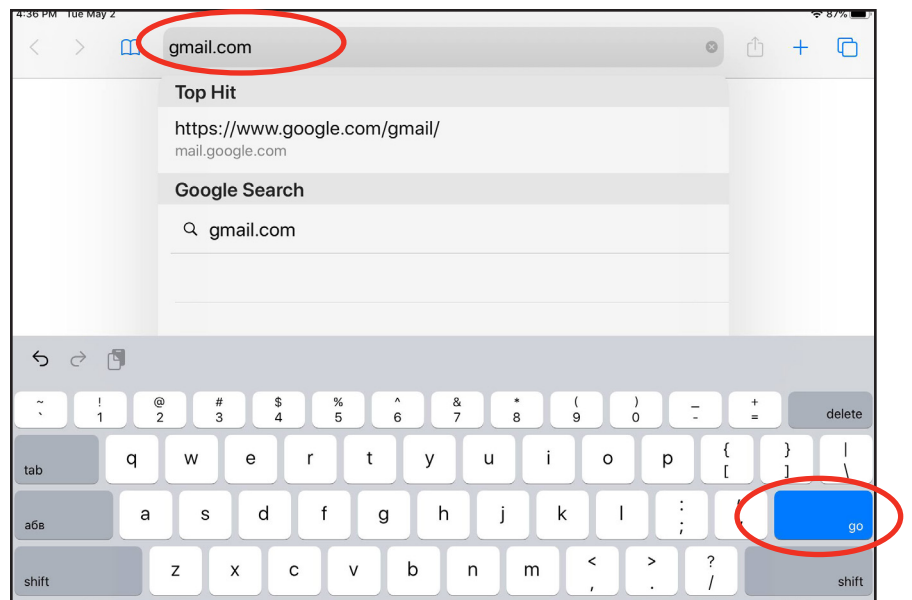 4:36 PM Tue May 2 87%
gmail.com
Top Hit
https://www.google.com/gmail/
mail.google.com
Google Search
gmail.com
~ ! @ # $ % ^ & * ( ) _ +
` 1 2 3 4 5 6 7 8 9 0 - = delete
tab q w e r t y u i o p { [ } ] | \
абв a s d f g h j k l : ; go
shift z x c v b n m < , > . ? / shift